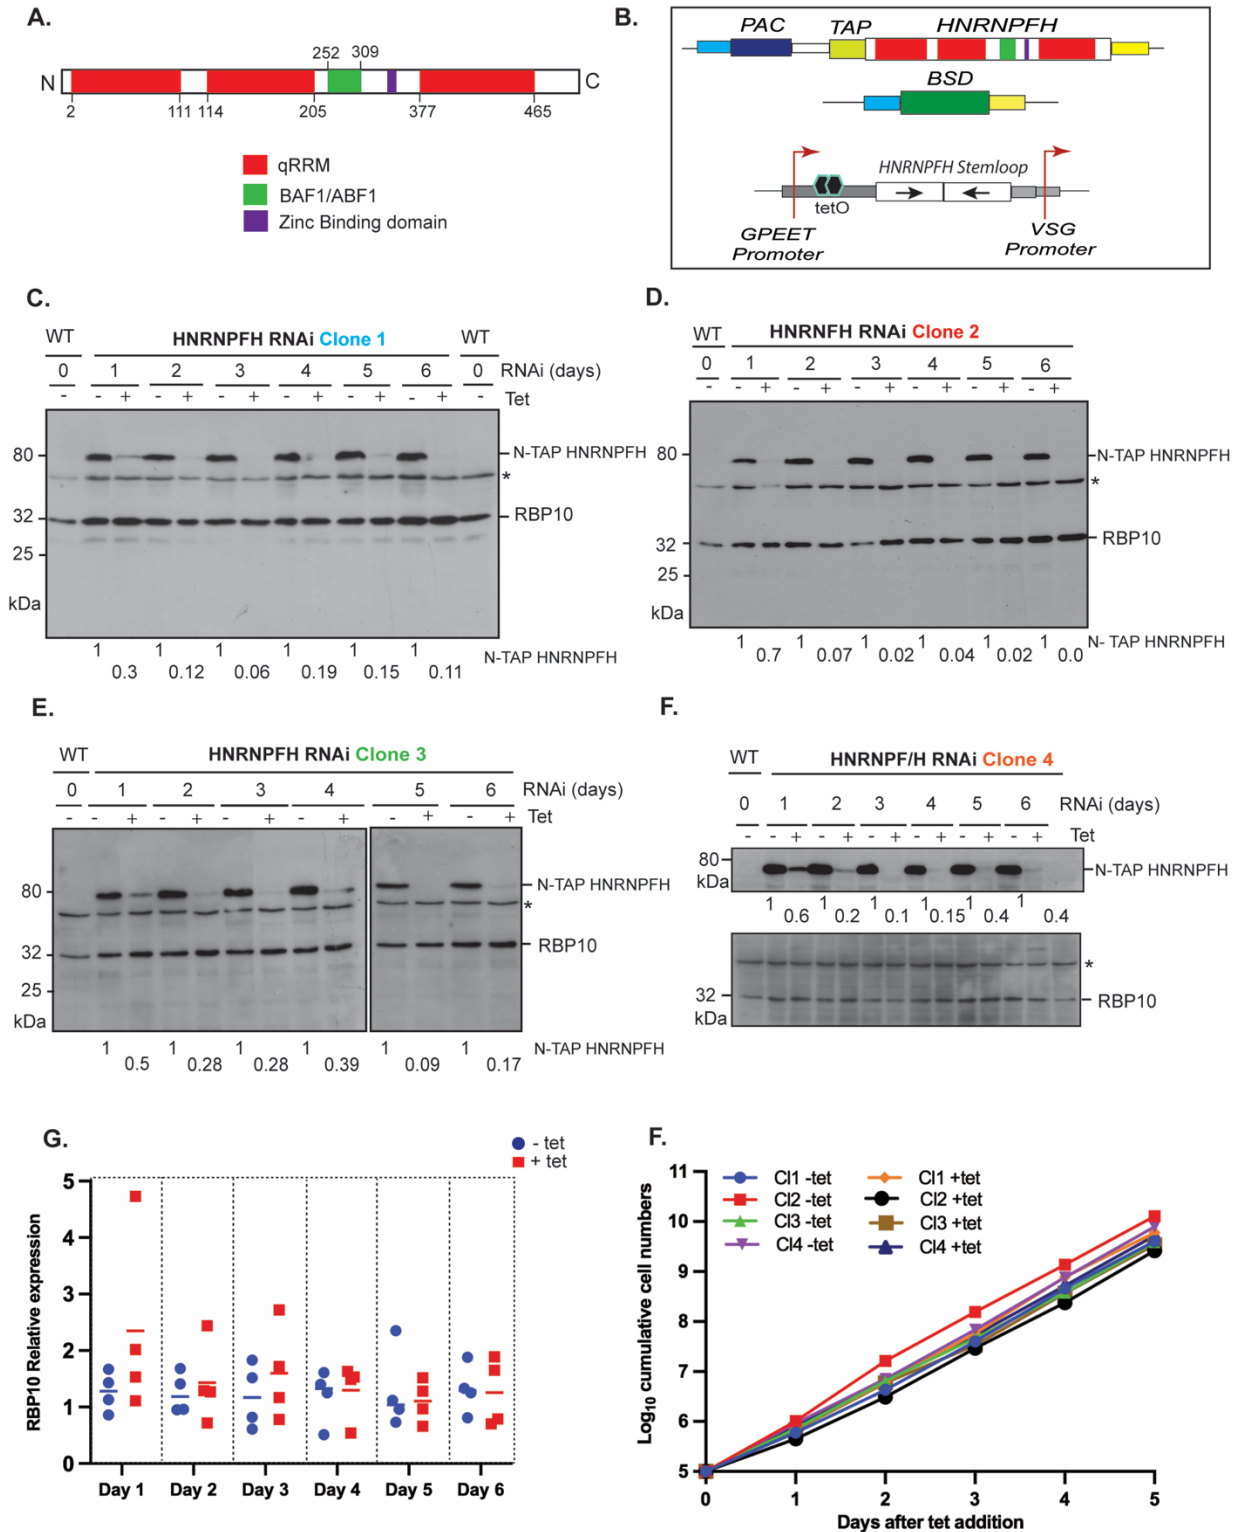 A.
252 309
N C
2 111 114 205 377 465
qRRM
BAF1/ABF1
Zinc Binding domain
B.
PAC TAP HNRNPFH
BSD
HNRNPFH Stemloop
tetO
GPEET
Promoter
VSG
Promoter
C.
WT HNRNPFH RNAi Clone 1 WT
0 1 2 3 4 5 6 0 RNAi (days)
- - + - + - + - + - + - + - Tet
80 N-TAP HNRNPFH
*
32 RBP10
25
kDa
1 1 1 1 1 1 N-TAP HNRNPFH
0.3 0.12 0.06 0.19 0.15 0.11
D.
WT HNRNFH RNAi Clone 2
0 1 2 3 4 5 6
- - + - + - + - + - + - +
80 N-TAP HNRNPFH
*
32 RBP10
25
kDa
1 1 1 1 1 1 N- TAP HNRNPFH
0.7 0.07 0.02 0.04 0.02 0.0
E.
WT HNRNPFH RNAi Clone 3
0 1 2 3 4 5 6 RNAi (days)
- - + - + - + - + - + - + Tet
80 N-TAP HNRNPFH
*
32 RBP10
25
kDa
1 1 1 1 1 1 N-TAP HNRNPFH
0.5 0.28 0.28 0.39 0.09 0.17
F.
WT HNRNPF/H RNAi Clone 4
0 1 2 3 4 5 6 RNAi (days)
- - + - + - + - + - + - + Tet
80 N-TAP HNRNPFH
kDa
1 1 1 1 1 1
0.6 0.2 0.1 0.15 0.4 0.4
*
32 RBP10
kDa
G.
- tet
+ tet
RBP10 Relative expression
5
4
3
2
1
0
Day 1 Day 2 Day 3 Day 4 Day 5 Day 6
F.
Cl1 -tet Cl1 +tet
Cl2 -tet Cl2 +tet
Cl3 -tet Cl3 +tet
Cl4 -tet Cl4 +tet
Log10 cumulative cell numbers
11
10
9
8
7
6
5
0 1 2 3 4 5
Days after tet addition